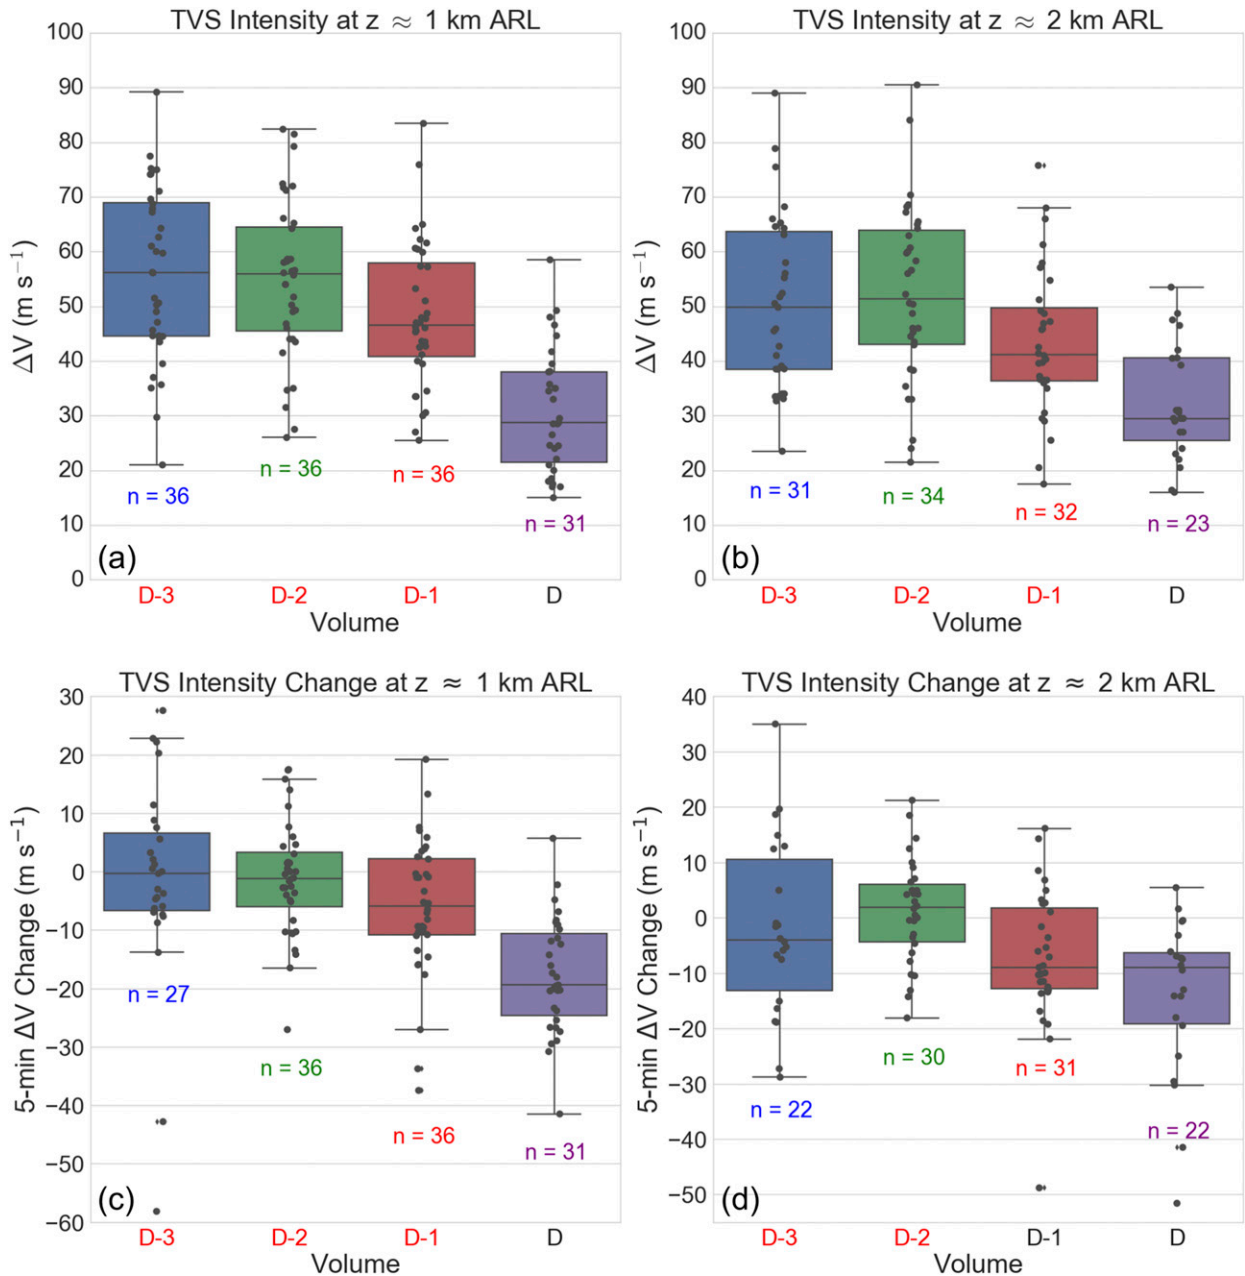 TVS Intensity at z ≈ 1 km ARL
100
90
80
70
60
50
40
30
20
10
0
ΔV (m s⁻¹)
n = 36
n = 36
n = 36
n = 31
(a)
D-3 D-2 D-1 D
Volume
TVS Intensity at z ≈ 2 km ARL
100
90
80
70
60
50
40
30
20
10
0
ΔV (m s⁻¹)
n = 31
n = 34
n = 32
n = 23
(b)
D-3 D-2 D-1 D
Volume
TVS Intensity Change at z ≈ 1 km ARL
30
20
10
0
−10
−20
−30
−40
−50
−60
5-min ΔV Change (m s⁻¹)
n = 27
n = 36
n = 36
n = 31
(c)
D-3 D-2 D-1 D
Volume
TVS Intensity Change at z ≈ 2 km ARL
40
30
20
10
0
−10
−20
−30
−40
−50
5-min ΔV Change (m s⁻¹)
n = 22
n = 30
n = 31
n = 22
(d)
D-3 D-2 D-1 D
Volume